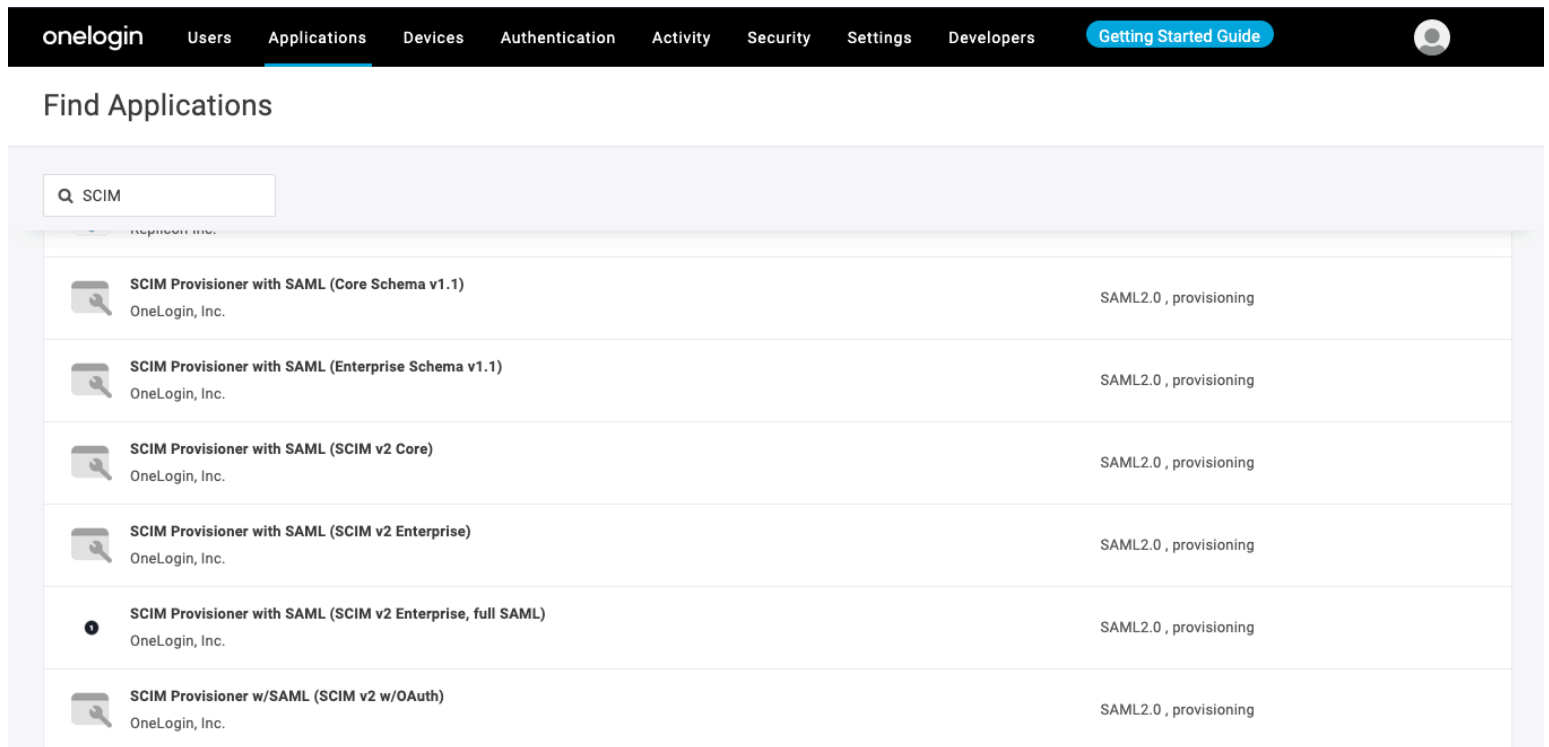 onelogin Users Applications Devices Authentication Activity Security Settings Developers Getting Started Guide
Find Applications
SCIM
Replicon Inc.
SCIM Provisioner with SAML (Core Schema v1.1)
OneLogin, Inc.
SAML2.0 , provisioning
SCIM Provisioner with SAML (Enterprise Schema v1.1)
OneLogin, Inc.
SAML2.0 , provisioning
SCIM Provisioner with SAML (SCIM v2 Core)
OneLogin, Inc.
SAML2.0 , provisioning
SCIM Provisioner with SAML (SCIM v2 Enterprise)
OneLogin, Inc.
SAML2.0 , provisioning
SCIM Provisioner with SAML (SCIM v2 Enterprise, full SAML)
OneLogin, Inc.
SAML2.0 , provisioning
SCIM Provisioner w/SAML (SCIM v2 w/OAuth)
OneLogin, Inc.
SAML2.0 , provisioning